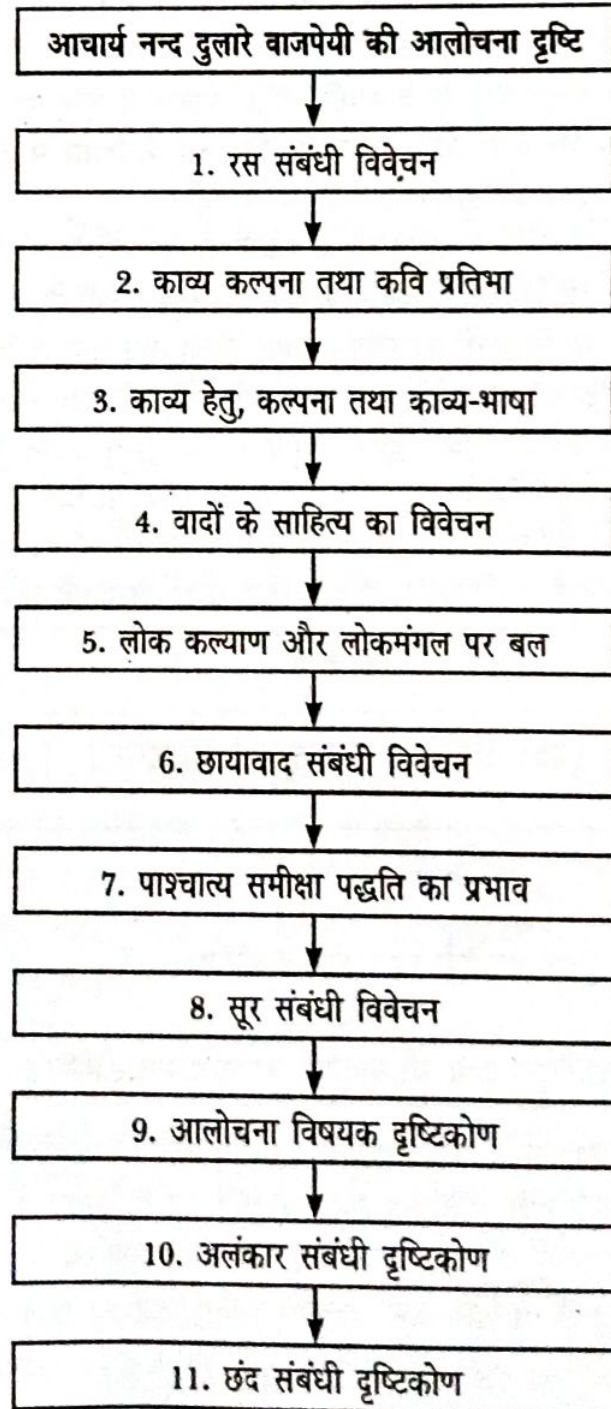 आचार्य नन्द दुलारे वाजपेयी की आलोचना दृष्टि
1. रस संबंधी विवेचन
2. काव्य कल्पना तथा कवि प्रतिभा
3. काव्य हेतु, कल्पना तथा काव्य-भाषा
4. वादों के साहित्य का विवेचन
5. लोक कल्याण और लोकमंगल पर बल
6. छायावाद संबंधी विवेचन
7. पाश्चात्य समीक्षा पद्धति का प्रभाव
8. सूर संबंधी विवेचन
9. आलोचना विषयक दृष्टिकोण
10. अलंकार संबंधी दृष्टिकोण
11. छंद संबंधी दृष्टिकोण